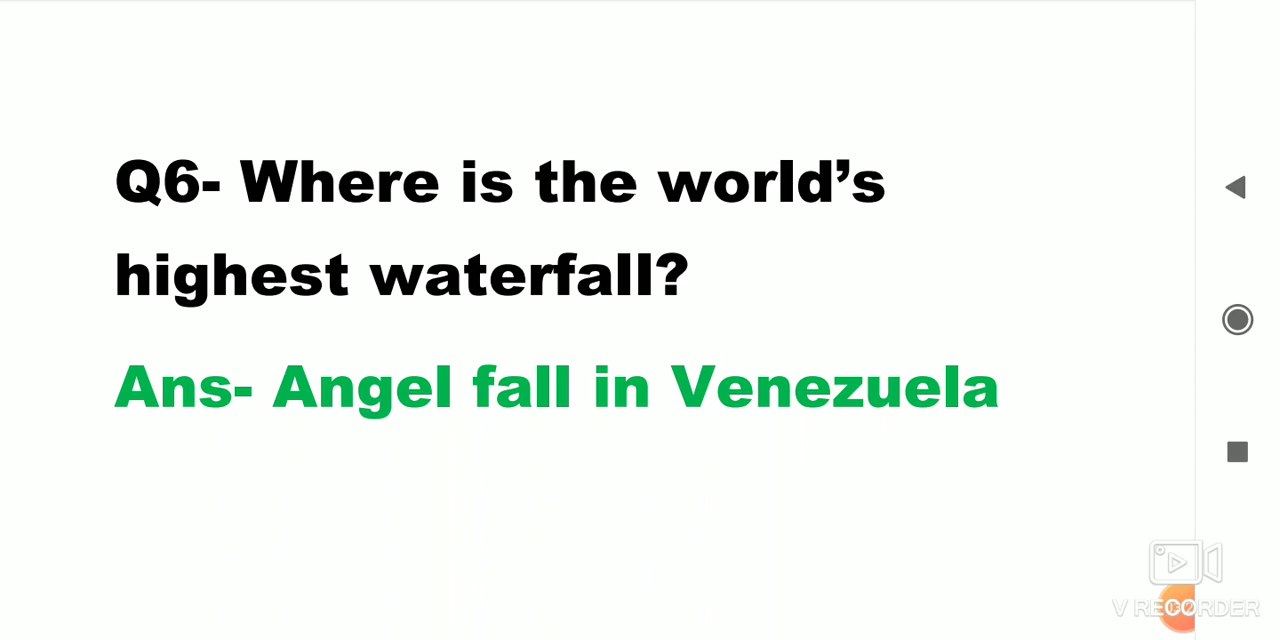 Q6- Where is the world’s
highest waterfall?
Ans- Angel fall in Venezuela
V RECORDER